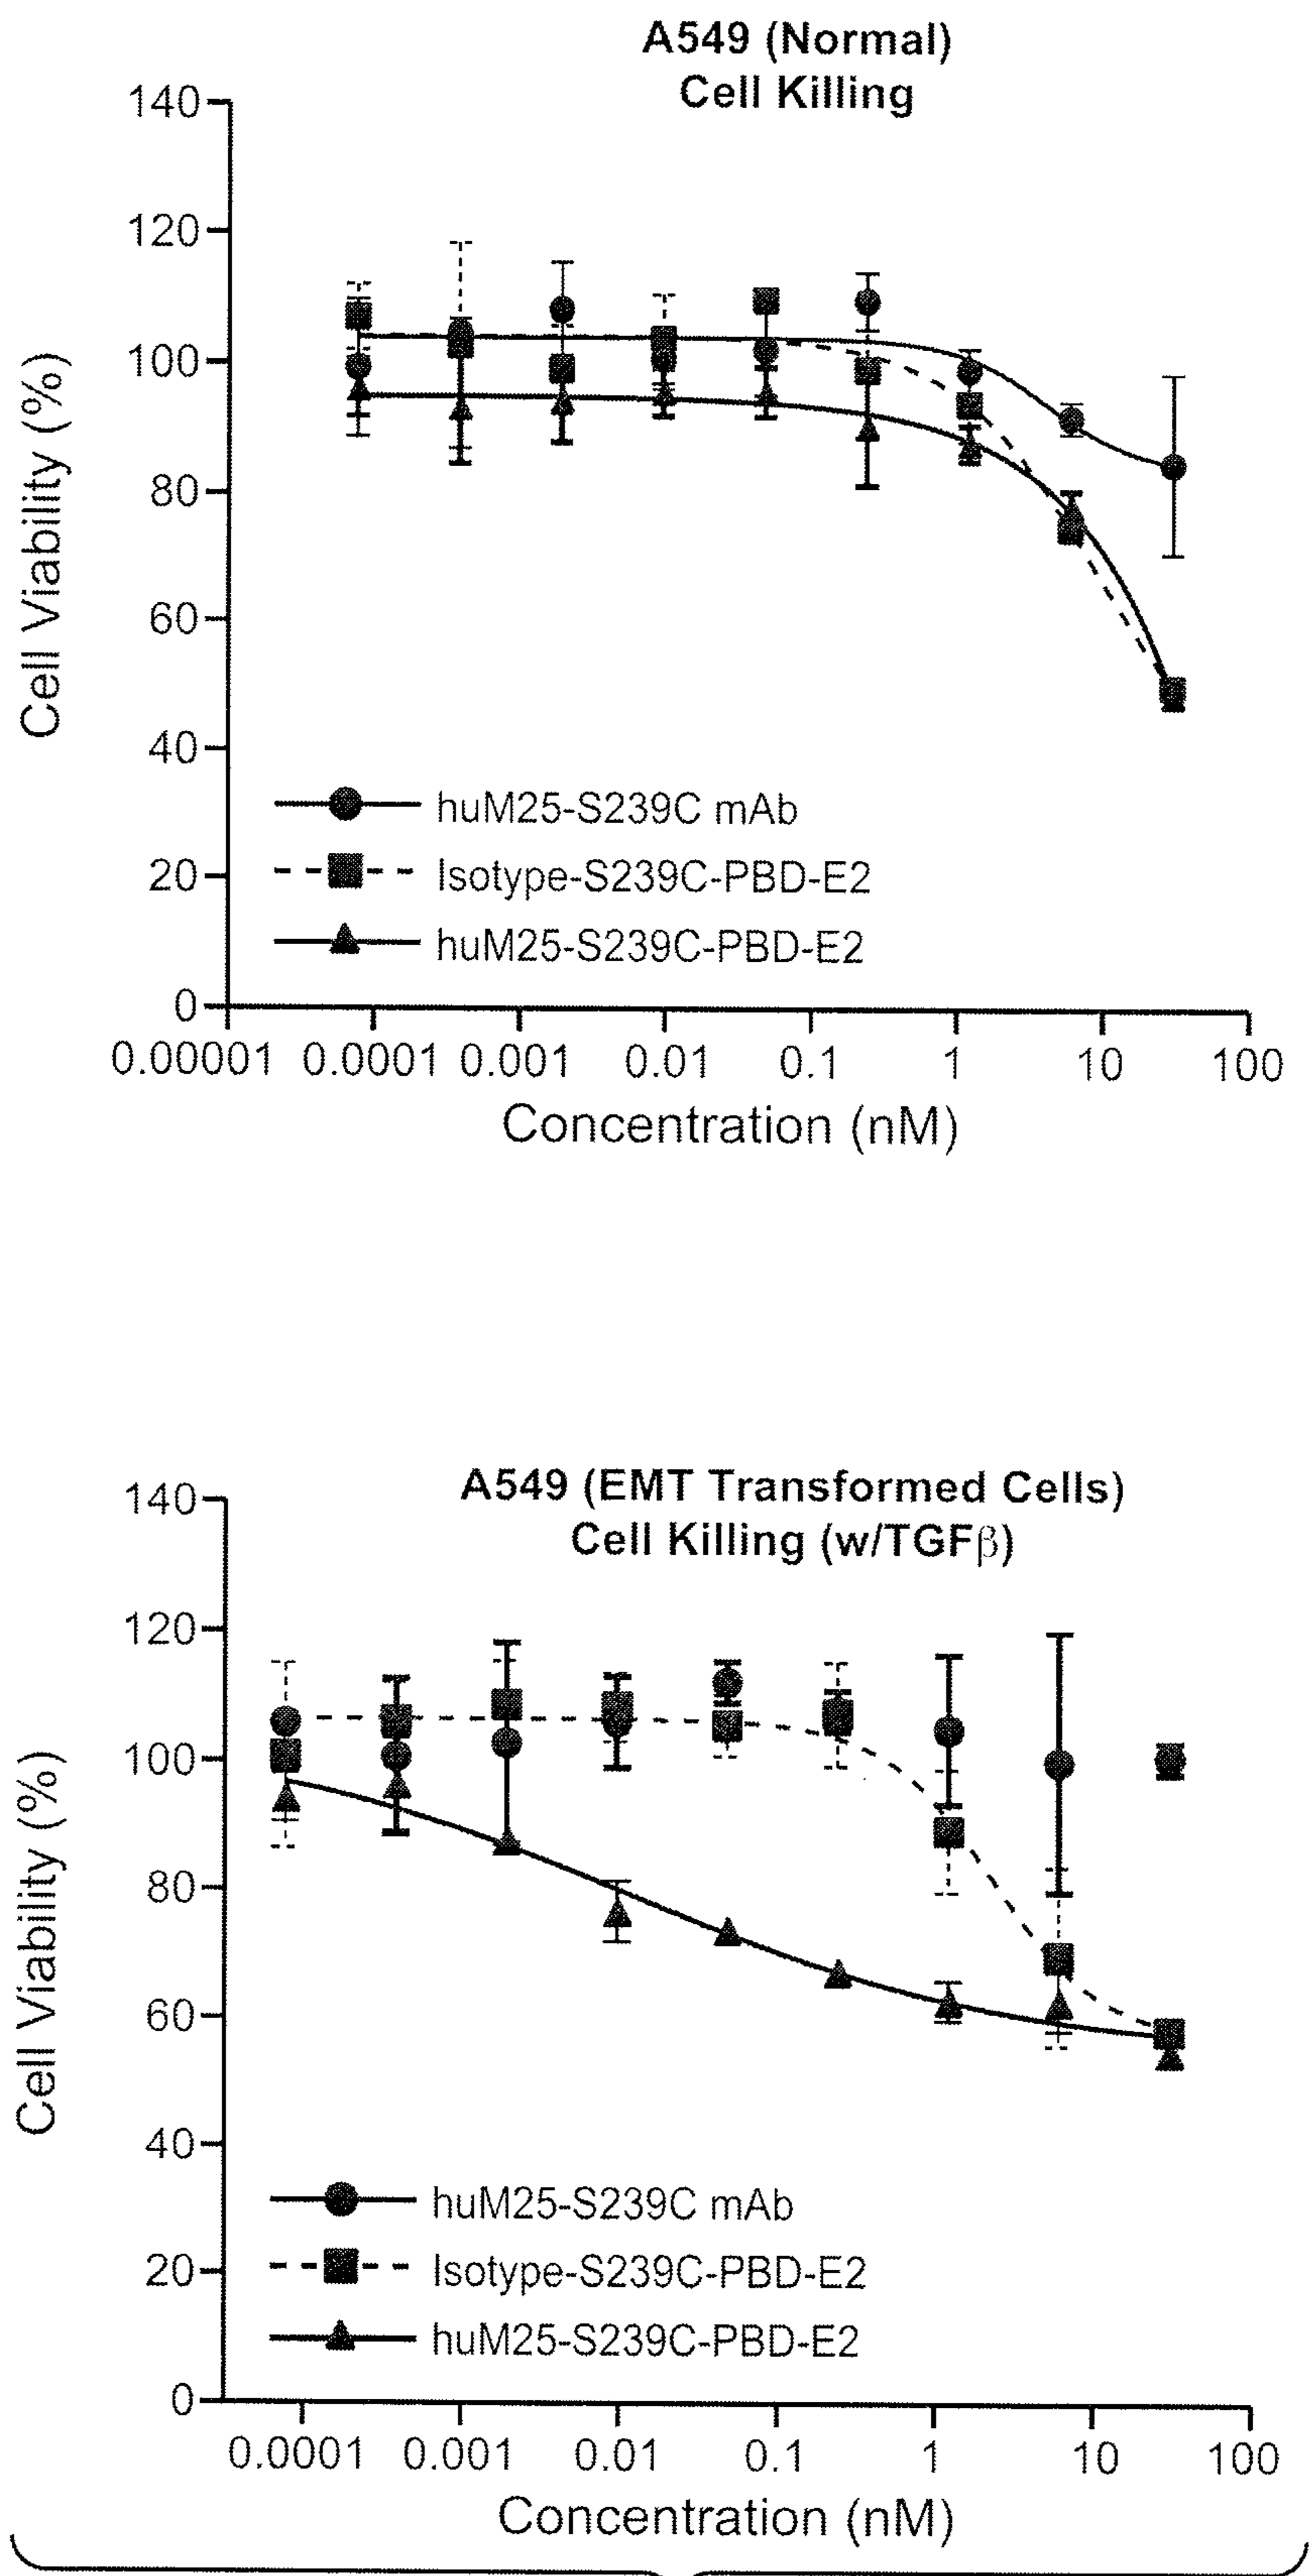 A549 (Normal)
Cell Killing
140
120
100
80
60
40
20
0
Cell Viability (%)
huM25-S239C mAb
Isotype-S239C-PBD-E2
huM25-S239C-PBD-E2
0.00001 0.0001 0.001 0.01 0.1 1 10 100
Concentration (nM)
A549 (EMT Transformed Cells)
Cell Killing (w/TGFβ)
140
120
100
80
60
40
20
0
Cell Viability (%)
huM25-S239C mAb
Isotype-S239C-PBD-E2
huM25-S239C-PBD-E2
0.0001 0.001 0.01 0.1 1 10 100
Concentration (nM)